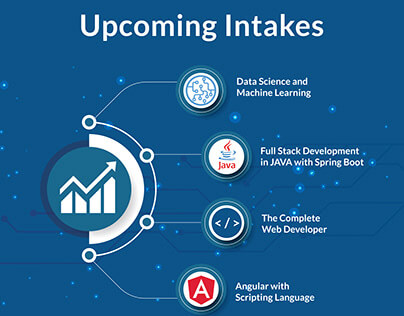 Upcoming Intakes
Data Science and
Machine Learning
Java
Full Stack Development
in JAVA with Spring Boot
</>
The Complete
Web Developer
A
Angular with
Scripting Language